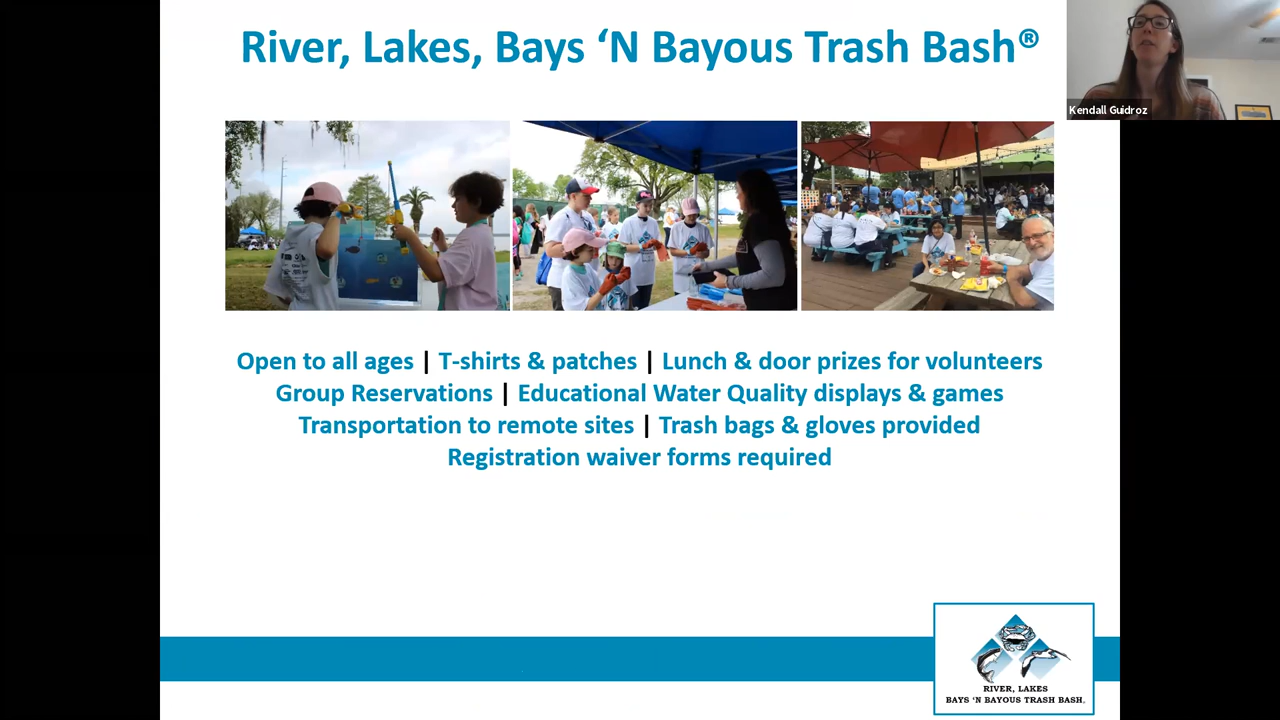 River, Lakes, Bays ‘N Bayous Trash Bash®
Kendall Guidroz
Open to all ages | T-shirts & patches | Lunch & door prizes for volunteers
Group Reservations | Educational Water Quality displays & games
Transportation to remote sites | Trash bags & gloves provided
Registration waiver forms required
RIVER, LAKES
BAYS ‘N BAYOUS TRASH BASH®